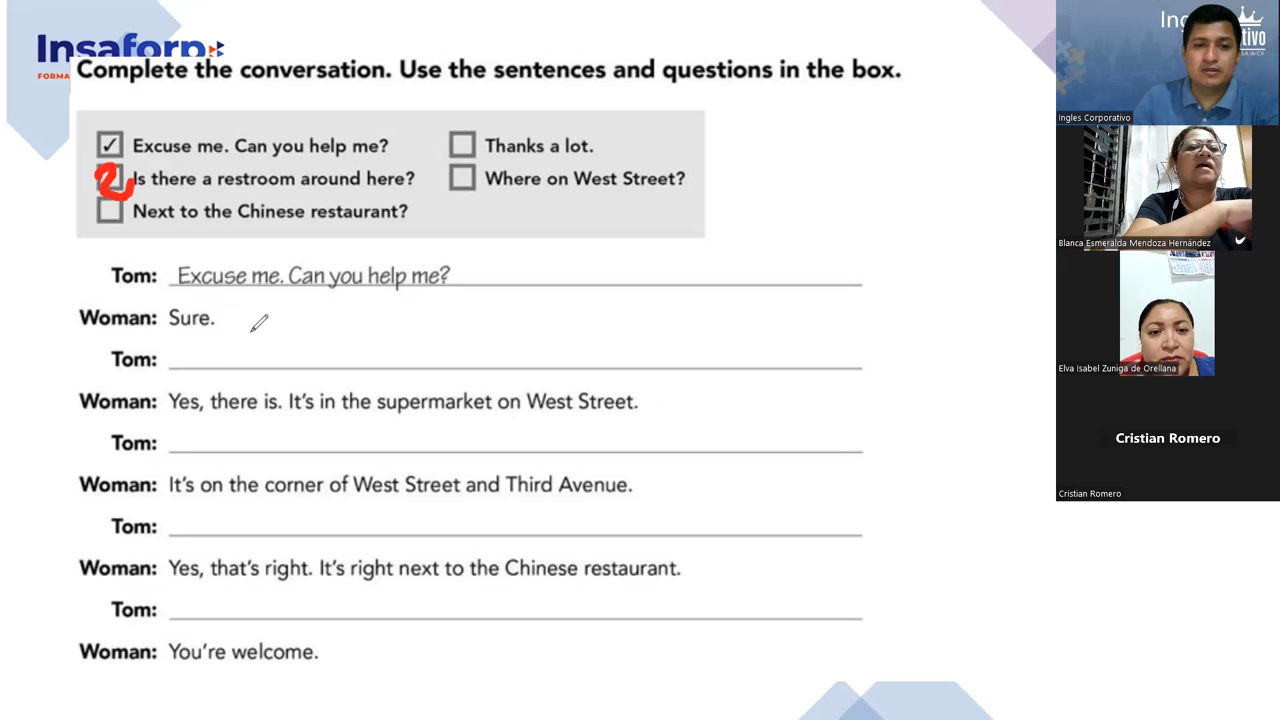 Insaforp
FORMA
Complete the conversation. Use the sentences and questions in the box.
✓ Excuse me. Can you help me?
Thanks a lot.
2 Is there a restroom around here?
Where on West Street?
Next to the Chinese restaurant?
Tom: Excuse me. Can you help me?
Woman: Sure.
Tom:
Woman: Yes, there is. It's in the supermarket on West Street.
Tom:
Woman: It's on the corner of West Street and Third Avenue.
Tom:
Woman: Yes, that's right. It's right next to the Chinese restaurant.
Tom:
Woman: You're welcome.
Ingles Corporativo
Blanca Esmeralda Mendoza Hernández
Elva Isabel Zuniga de Orellana
Cristian Romero
Cristian Romero